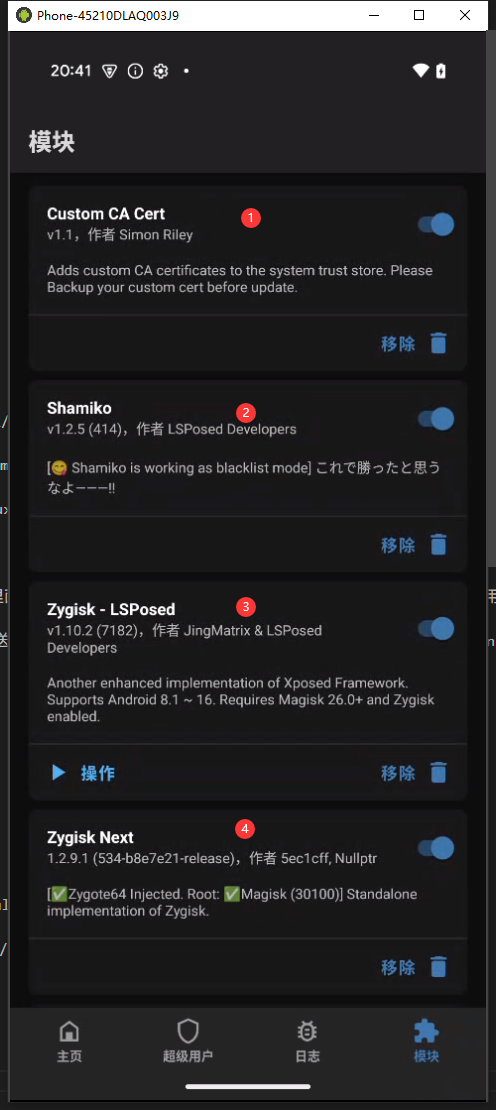 Phone-45210DLAQ003J9
20:41
模块
Custom CA Cert
1
v1.1，作者 Simon Riley
Adds custom CA certificates to the system trust store. Please
Backup your custom cert before update.
移除
Shamiko
2
v1.2.5 (414)，作者 LSPosed Developers
[😋 Shamiko is working as blacklist mode] これで勝ったと思う
なよ———!!
移除
Zygisk - LSPosed
3
v1.10.2 (7182)，作者 JingMatrix & LSPosed
Developers
Another enhanced implementation of Xposed Framework.
Supports Android 8.1 ~ 16. Requires Magisk 26.0+ and Zygisk
enabled.
操作
移除
Zygisk Next
4
1.2.9.1 (534-b8e7e21-release)，作者 5ec1cff, Nullptr
[✅Zygote64 Injected. Root: ✅Magisk (30100)] Standalone
implementation of Zygisk.
移除
主页
超级用户
日志
模块